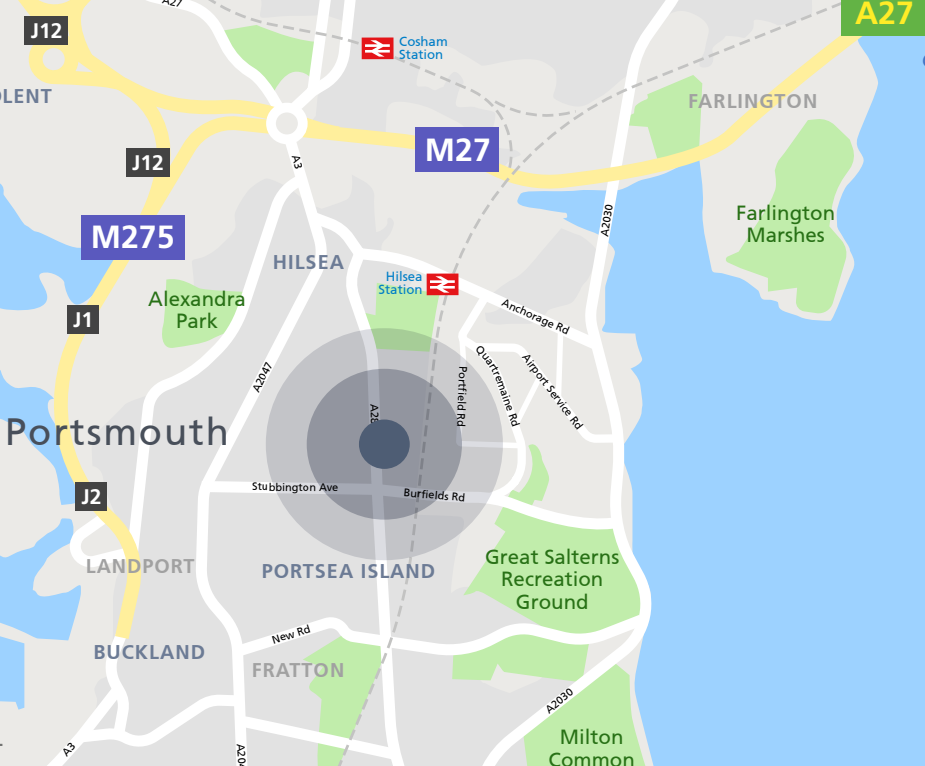 A27
A27
J12
Cosham
Station
OLENT
FARLINGTON
M27
J12
A3
A2030
Farlington
Marshes
M275
HILSEA
Hilsea
Station
Alexandra
Park
J1
Anchorage Rd
A2047
Portfield Rd
Quartremaine Rd
Airport Service Rd
A28
Portsmouth
J2
Stubbington Ave
Burfields Rd
LANDPORT
PORTSEA ISLAND
Great Salterns
Recreation
Ground
New Rd
BUCKLAND
FRATTON
A2030
A3
A204
Milton
Common